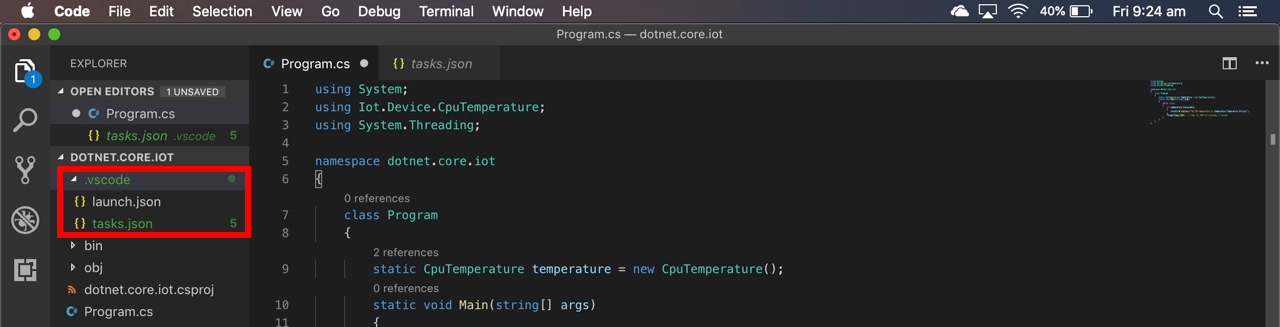 Code File Edit Selection View Go Debug Terminal Window Help 40% Fri 9:24 am
Program.cs — dotnet.core.iot
EXPLORER
1
OPEN EDITORS 1 UNSAVED
Program.cs
{} tasks.json .vscode 5
DOTNET.CORE.IOT
.vscode
{} launch.json
{} tasks.json 5
bin
obj
dotnet.core.iot.csproj
C# Program.cs
C# Program.cs
{} tasks.json
1 using System;
2 using Iot.Device.CpuTemperature;
3 using System.Threading;
4
5 namespace dotnet.core.iot
6 {
0 references
7 class Program
8 {
2 references
9 static CpuTemperature temperature = new CpuTemperature();
0 references
10 static void Main(string[] args)
11 {